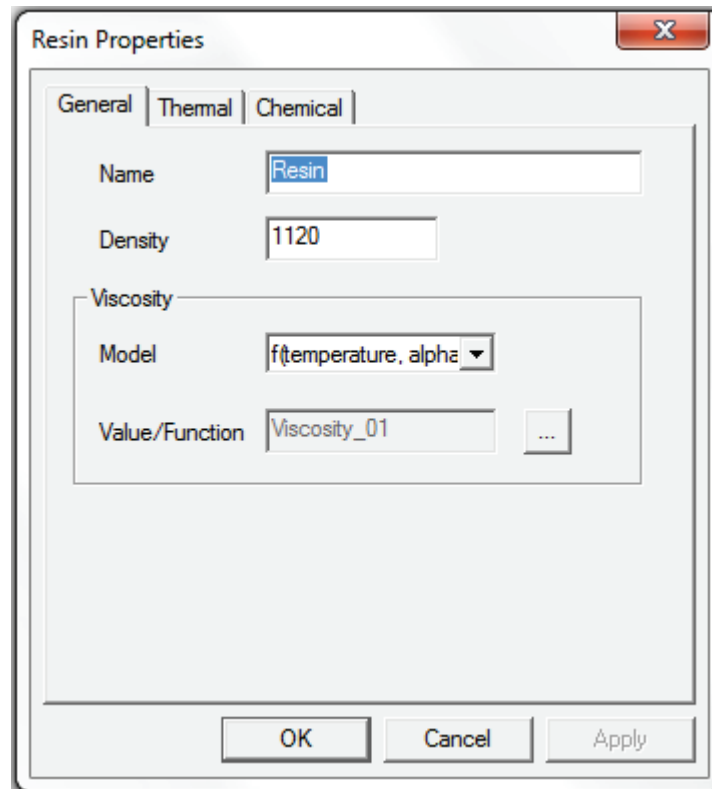 Resin Properties
General Thermal Chemical
Name Resin
Density 1120
Viscosity
Model f(temperature, alpha
Value/Function Viscosity_01 ...
OK Cancel Apply